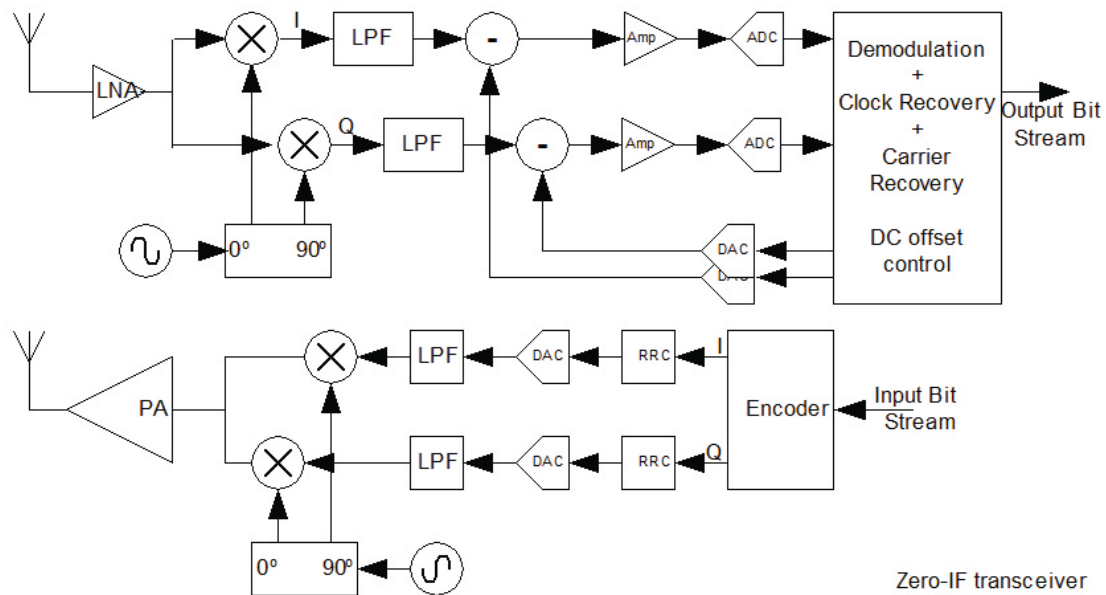 I
LPF
-
Amp
ADC
LNA
Q
LPF
-
Amp
ADC
Demodulation
+
Clock Recovery
+
Carrier
Recovery
DC offset
control
Output Bit
Stream
0º 90º
DAC
DAC
PA
LPF
DAC
RRC
I
LPF
DAC
RRC
Q
Encoder
Input Bit
Stream
0º 90º
Zero-IF transceiver